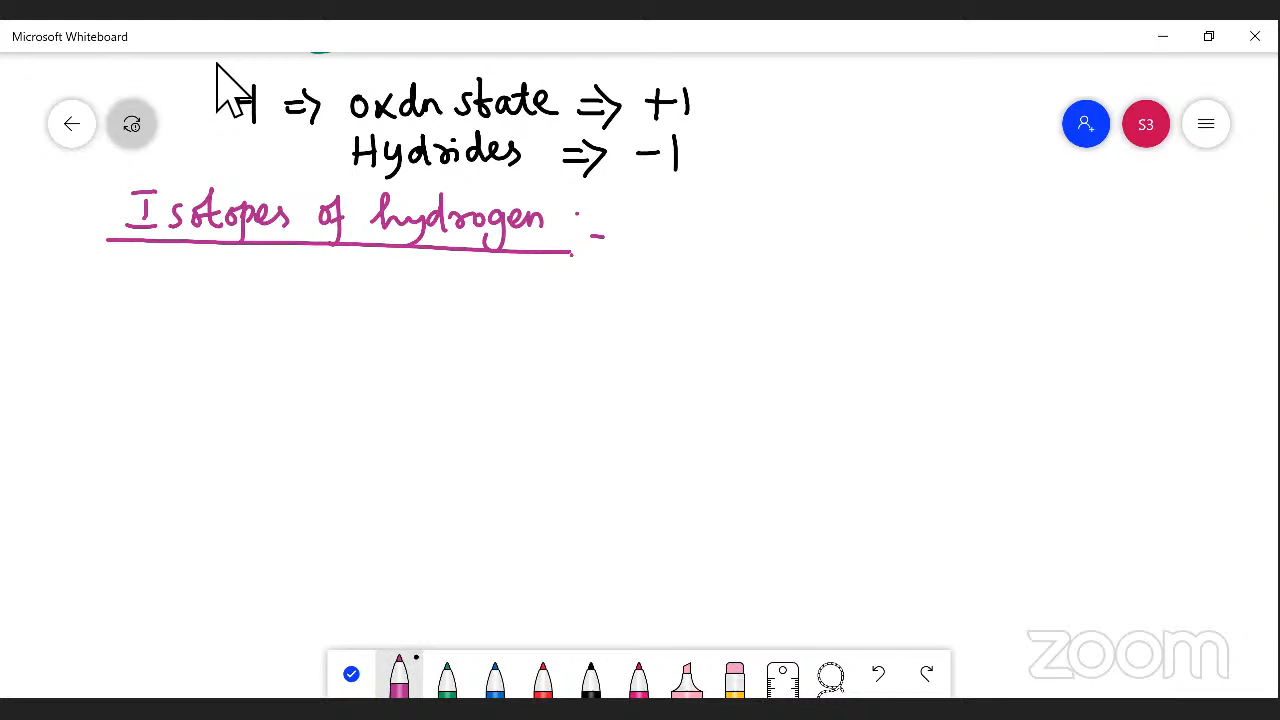 Microsoft Whiteboard
H => oxdn state => +1
Hydrides => -1
S3
Isotopes of hydrogen :-
zoom